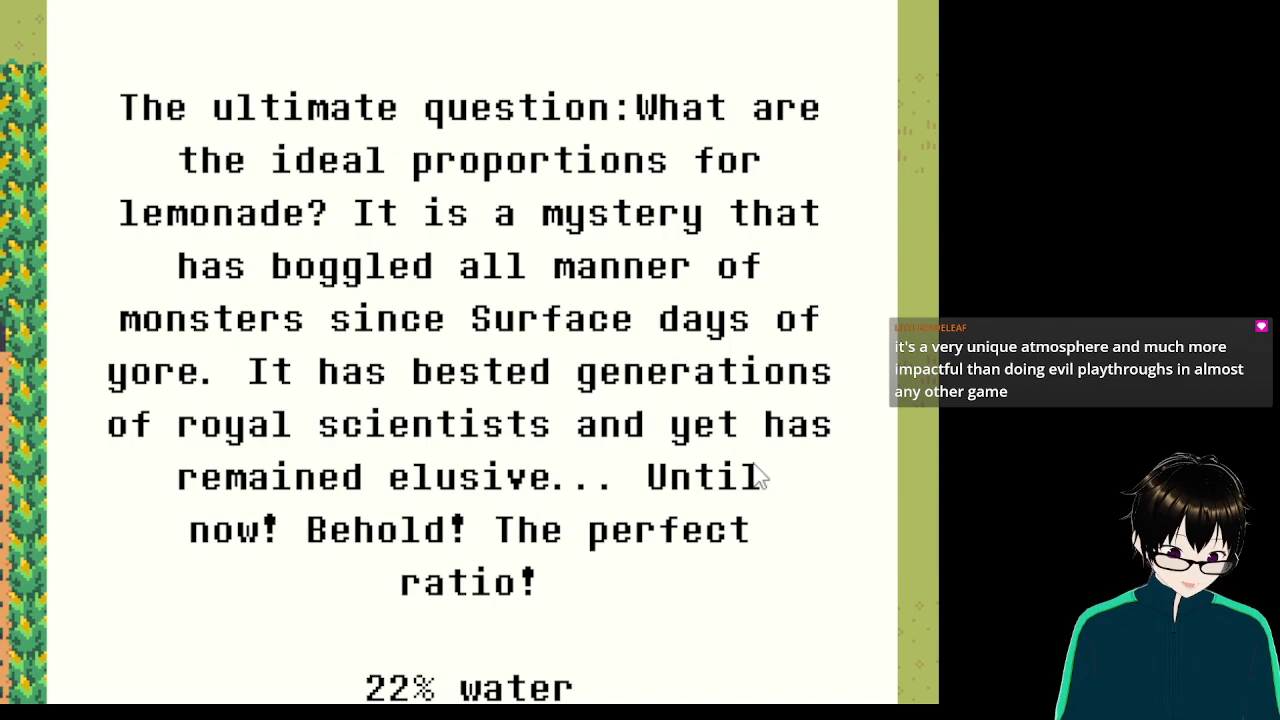 The ultimate question:What are
the ideal proportions for
lemonade? It is a mystery that
has boggled all manner of
monsters since Surface days of
yore. It has bested generations
of royal scientists and yet has
remained elusive... Until
now! Behold! The perfect
ratio!
22% water
it's a very unique atmosphere and much more
impactful than doing evil playthroughs in almost
any other game